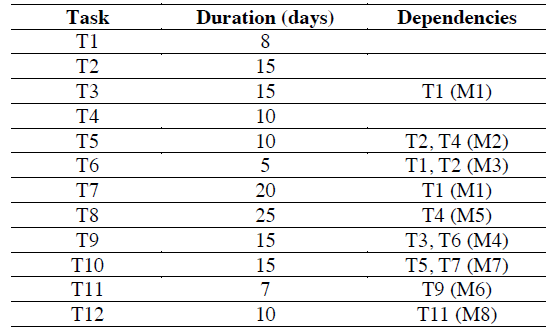 Task Duration (days) Dependencies
T1 8
T2 15
T3 15 T1 (M1)
T4 10
T5 10 T2, T4 (M2)
T6 5 T1, T2 (M3)
T7 20 T1 (M1)
T8 25 T4 (M5)
T9 15 T3, T6 (M4)
T10 15 T5, T7 (M7)
T11 7 T9 (M6)
T12 10 T11 (M8)